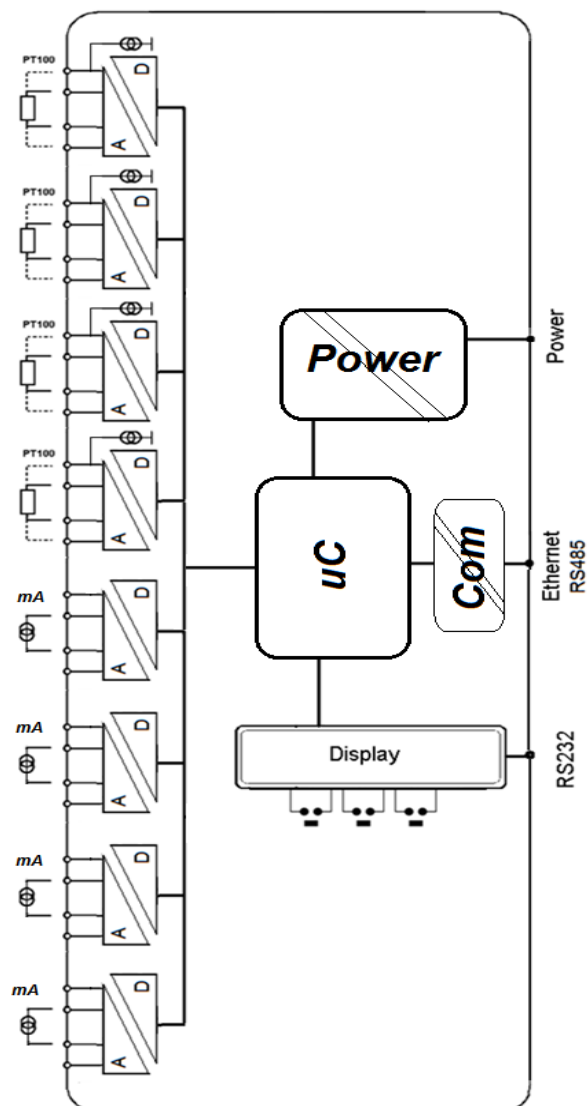 PT100
D
A
PT100
D
A
PT100
D
A
PT100
D
A
mA
D
A
mA
D
A
mA
D
A
mA
D
A
Power
Power
uC
Com
Ethernet
RS485
Display
RS232